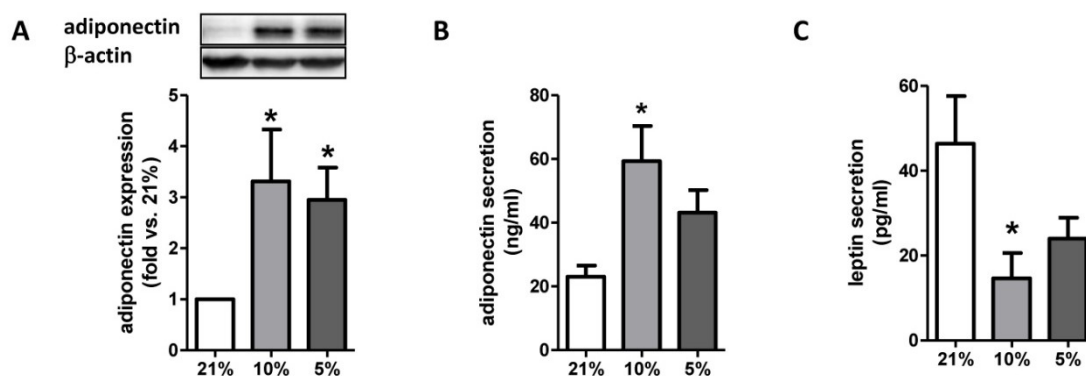 A
adiponectin
β-actin
adiponectin expression
(fold vs. 21%)
5
4
3
2
1
0
*
*
21% 10% 5%
B
adiponectin secretion
(ng/ml)
80
60
40
20
0
*
21% 10% 5%
C
leptin secretion
(pg/ml)
60
40
20
0
*
21% 10% 5%